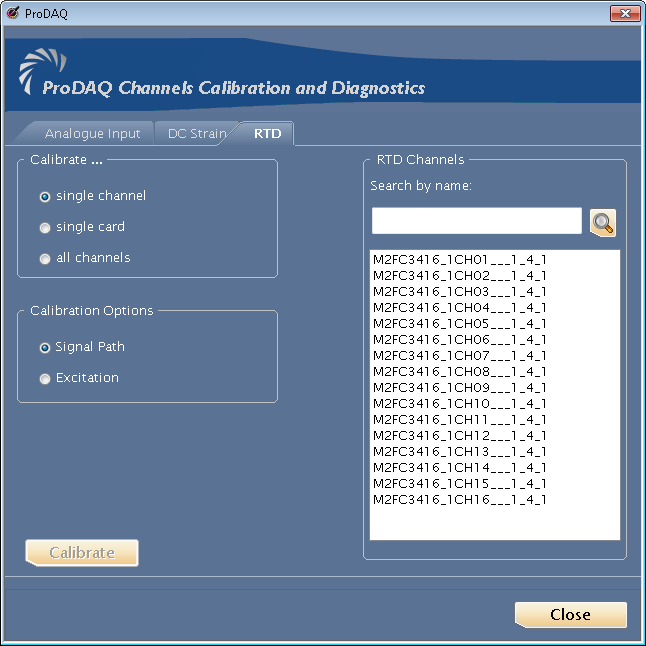 ProDAQ
ProDAQ Channels Calibration and Diagnostics
Analogue Input
DC Strain
RTD
Calibrate ...
single channel
single card
all channels
Calibration Options
Signal Path
Excitation
Calibrate
RTD Channels
Search by name:
M2FC3416_1CH01___1_4_1
M2FC3416_1CH02___1_4_1
M2FC3416_1CH03___1_4_1
M2FC3416_1CH04___1_4_1
M2FC3416_1CH05___1_4_1
M2FC3416_1CH06___1_4_1
M2FC3416_1CH07___1_4_1
M2FC3416_1CH08___1_4_1
M2FC3416_1CH09___1_4_1
M2FC3416_1CH10___1_4_1
M2FC3416_1CH11___1_4_1
M2FC3416_1CH12___1_4_1
M2FC3416_1CH13___1_4_1
M2FC3416_1CH14___1_4_1
M2FC3416_1CH15___1_4_1
M2FC3416_1CH16___1_4_1
Close